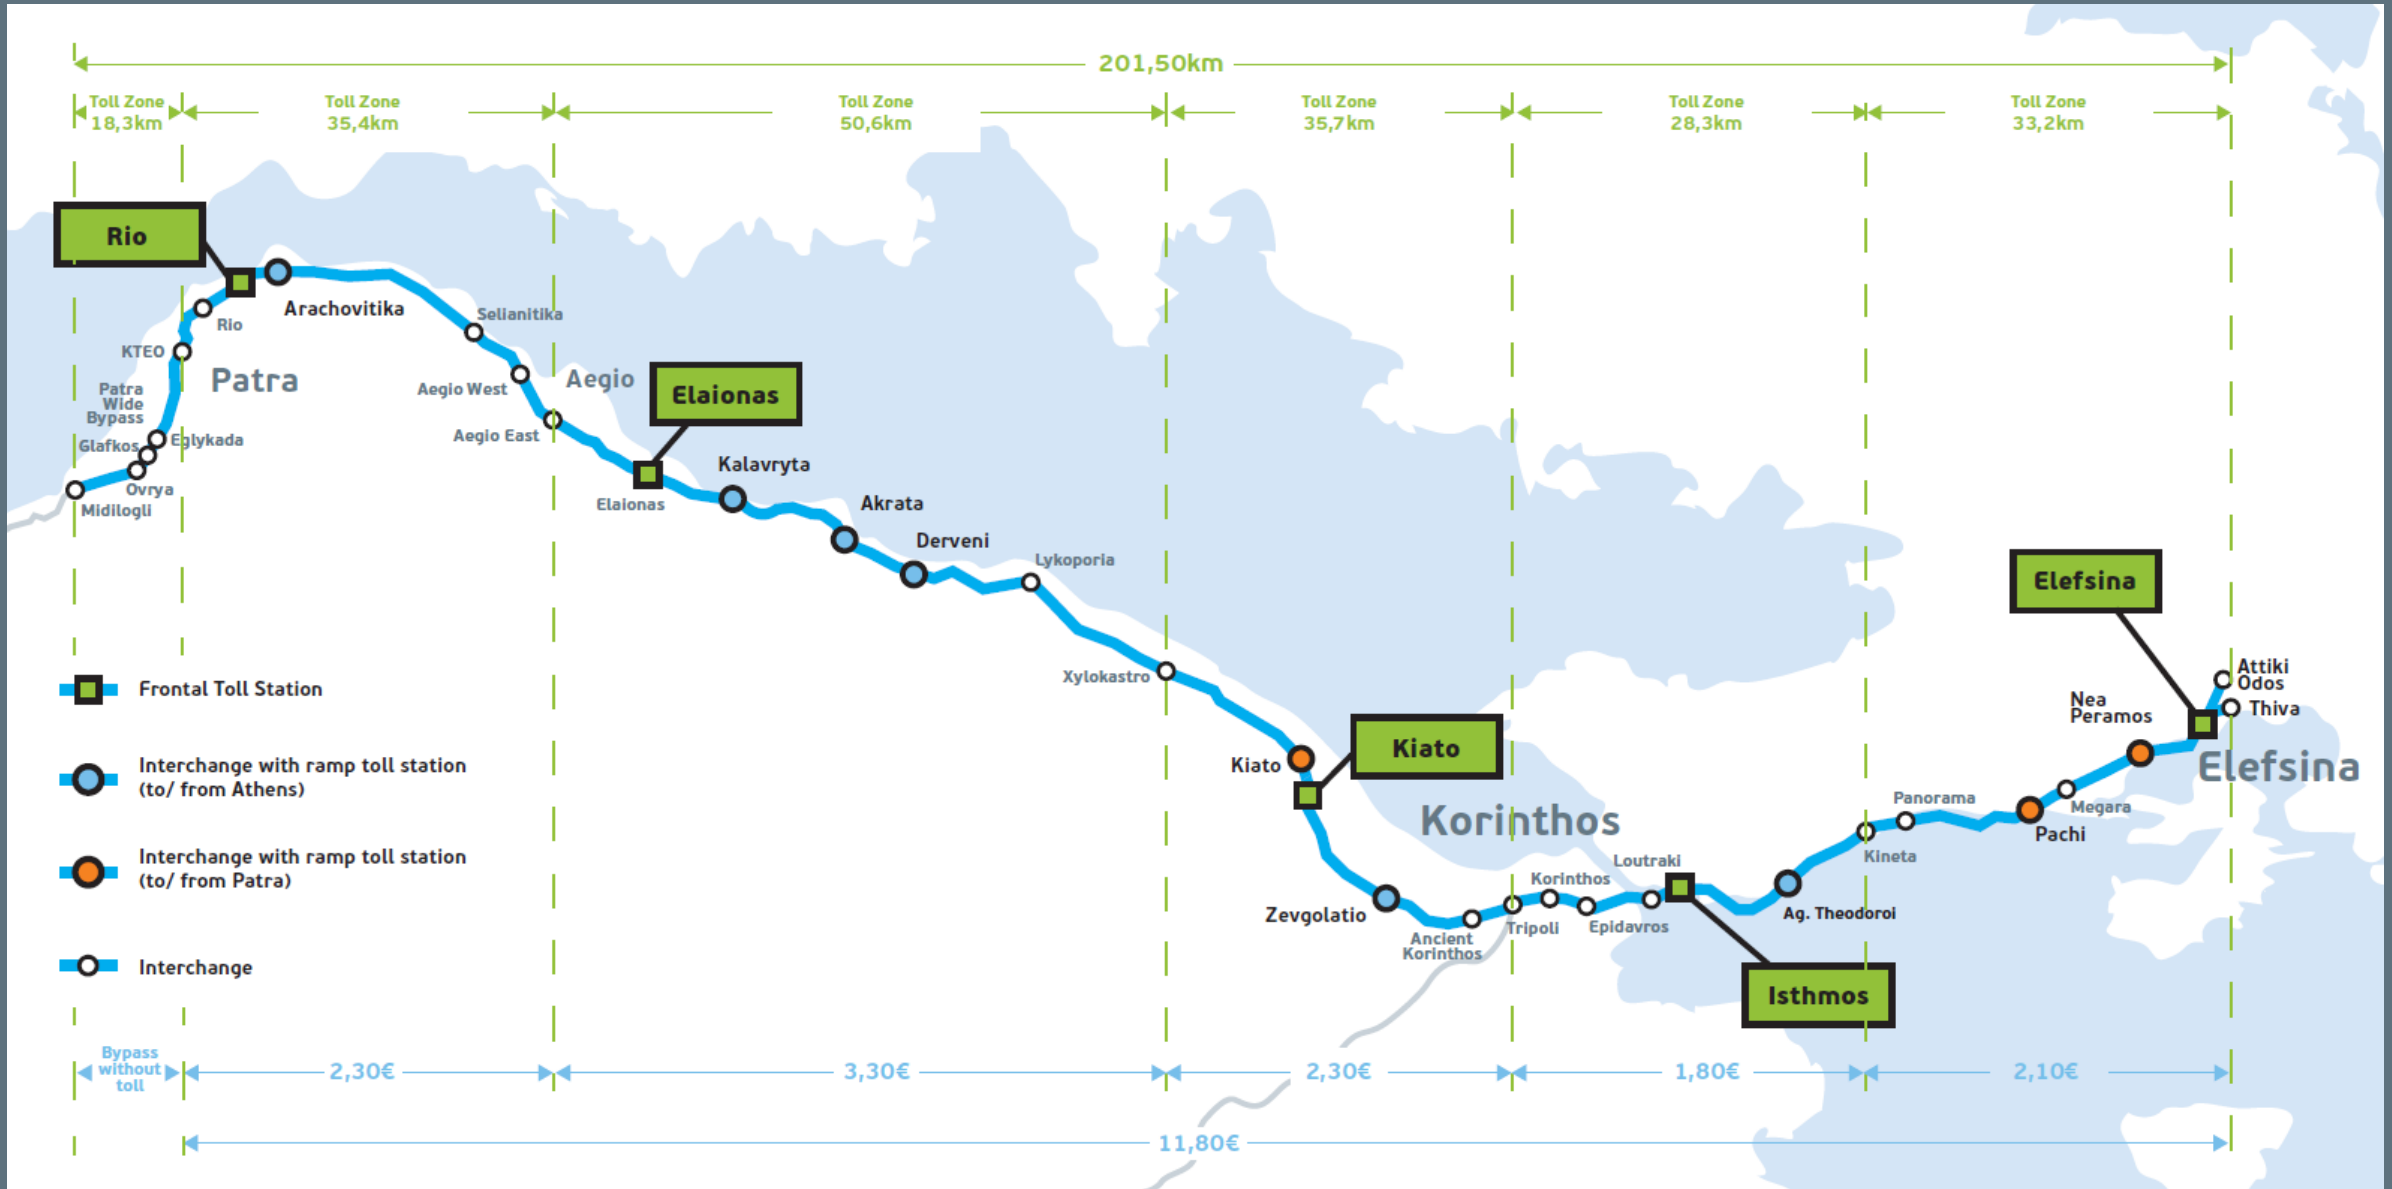 201,50km
Toll Zone
18,3km
Toll Zone
35,4km
Toll Zone
50,6km
Toll Zone
35,7km
Toll Zone
28,3km
Toll Zone
33,2km
Rio
Arachovitika
Rio
Selianitika
KTEO
Patra
Patra
Wide
Bypass
Aegio West
Aegio
Aegio East
Elaionas
Glafkos
Eglykada
Ovrya
Midilogli
Elaionas
Kalavryta
Akrata
Derveni
Lykoporia
Xylokastro
Kiato
Kiato
Korinthos
Zevgolatio
Ancient
Korinthos
Tripoli
Korinthos
Epidavros
Loutraki
Isthmos
Ag. Theodoroi
Kineta
Panorama
Pachi
Megara
Nea
Peramos
Elefsina
Attiki
Odos
Thiva
Elefsina
Frontal Toll Station
Interchange with ramp toll station
(to/ from Athens)
Interchange with ramp toll station
(to/ from Patra)
Interchange
Bypass
without
toll
2,30€
3,30€
2,30€
1,80€
2,10€
11,80€